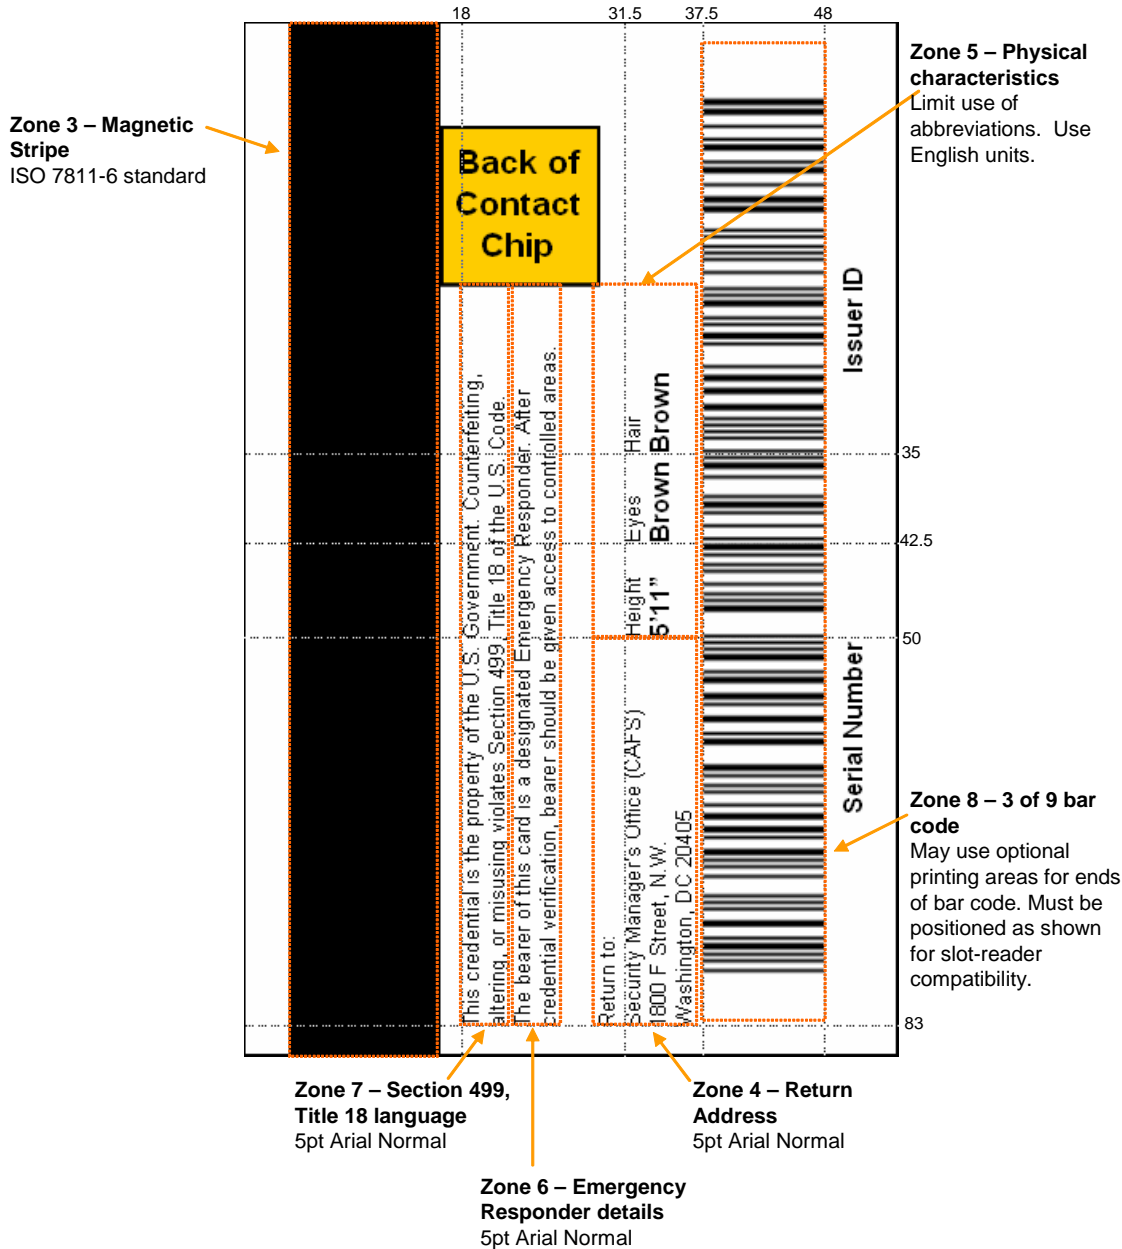 18
31.5
37.5
48
Zone 5 – Physical
characteristics
Limit use of
abbreviations. Use
English units.
Zone 3 – Magnetic
Stripe
ISO 7811-6 standard
Back of
Contact
Chip
Issuer ID
Serial Number
This credential is the property of the U.S. Government. Counterfeiting,
altering, or misusing violates Section 499, Title 18 of the U.S. Code.
The bearer of this card is a designated Emergency Responder. After
credential verification, bearer should be given access to controlled areas.
Height Eyes Hair
5'11” Brown Brown
Return to:
Security Manager's Office (CAFS)
1800 F Street, N.W.
Washington, DC 20405
35
42.5
50
83
Zone 8 – 3 of 9 bar
code
May use optional
printing areas for ends
of bar code. Must be
positioned as shown
for slot-reader
compatibility.
Zone 7 – Section 499,
Title 18 language
5pt Arial Normal
Zone 4 – Return
Address
5pt Arial Normal
Zone 6 – Emergency
Responder details
5pt Arial Normal